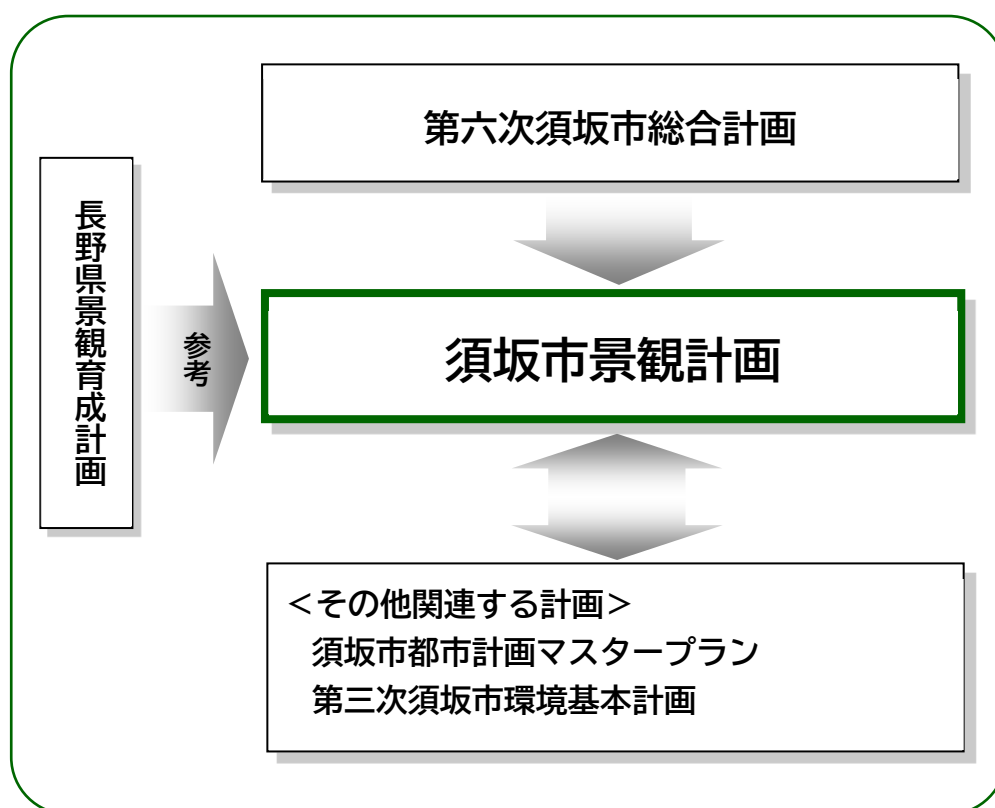 第六次須坂市総合計画
長野県景観育成計画
参考
須坂市景観計画
＜その他関連する計画＞
須坂市都市計画マスタープラン
第三次須坂市環境基本計画